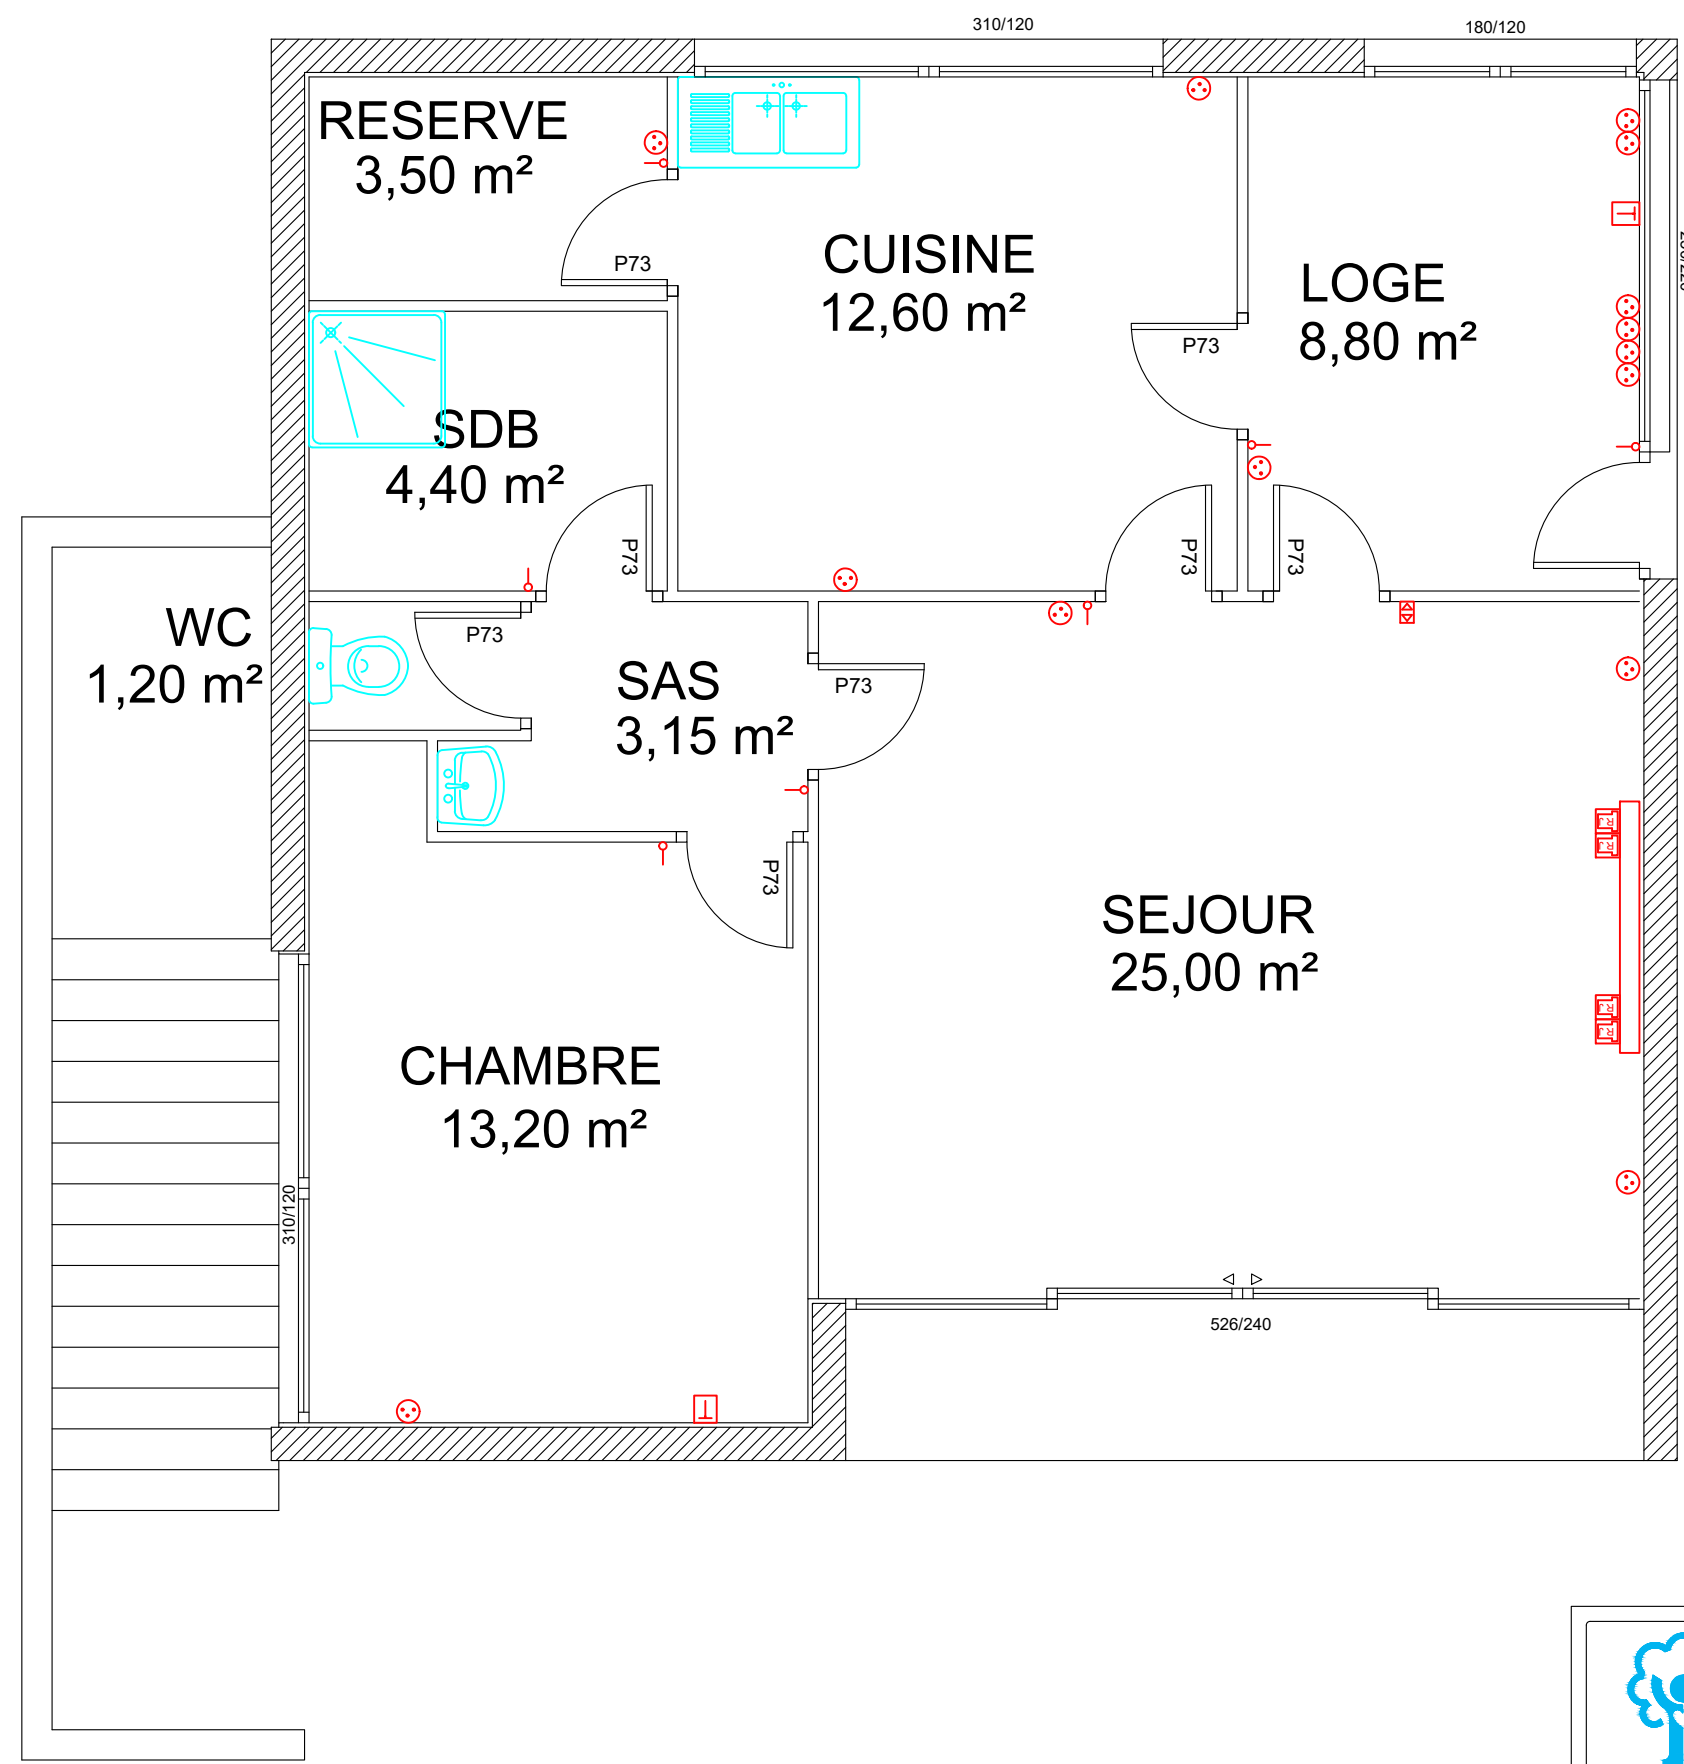 310/120
180/120
RESERVE
3,50 m²
P73
CUISINE
12,60 m²
LOGE
8,80 m²
P73
SDB
4,40 m²
P73
P73
P73
WC
1,20 m²
P73
SAS
3,15 m²
P73
P73
SEJOUR
25,00 m²
CHAMBRE
13,20 m²
310/120
526/240